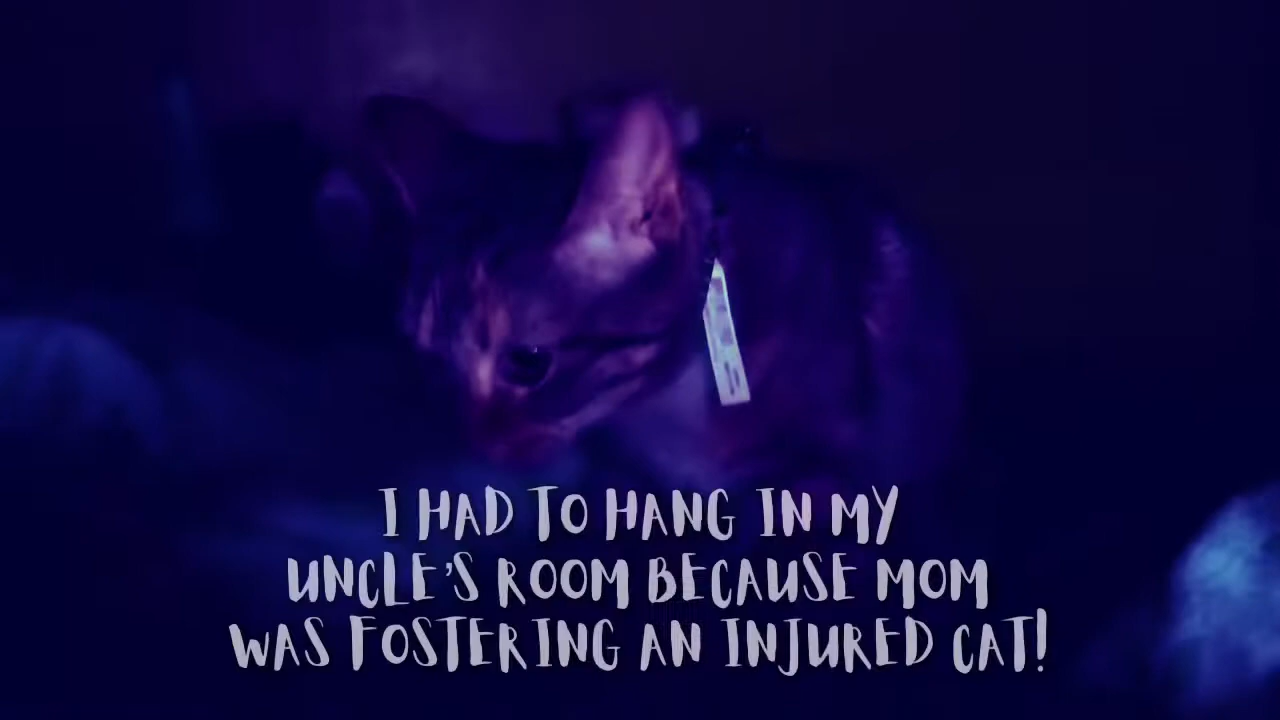 I HAD TO HANG IN MY
UNCLE'S ROOM BECAUSE MOM
WAS FOSTERING AN INJURED CAT!